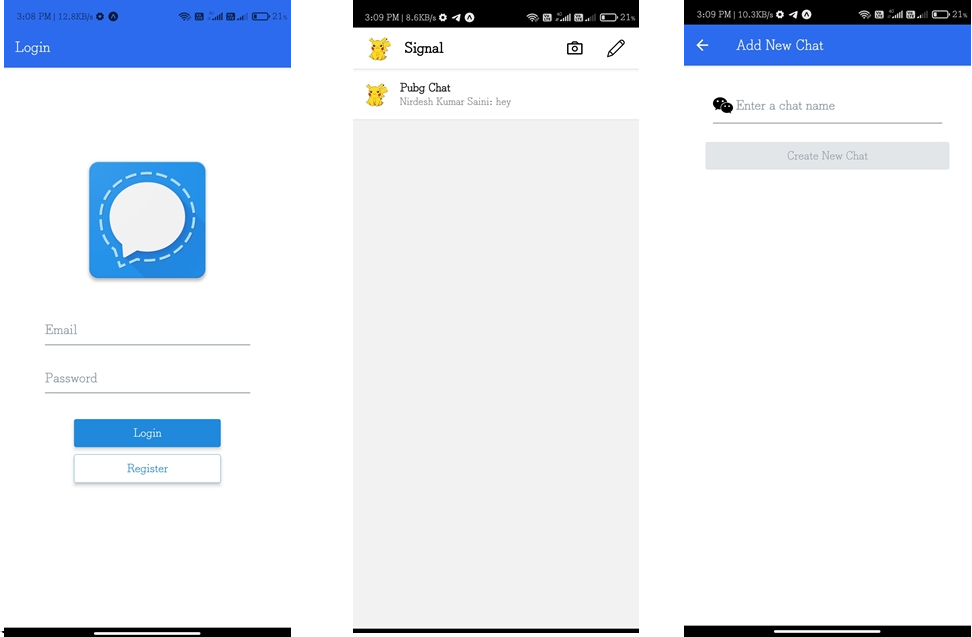 3:08 PM | 12.8KB/s
21%
Login
Email
Password
Login
Register
3:09 PM | 8.6KB/s
21%
Signal
Pubg Chat
Nirdesh Kumar Saini: hey
3:09 PM | 10.3KB/s
21%
Add New Chat
Enter a chat name
Create New Chat